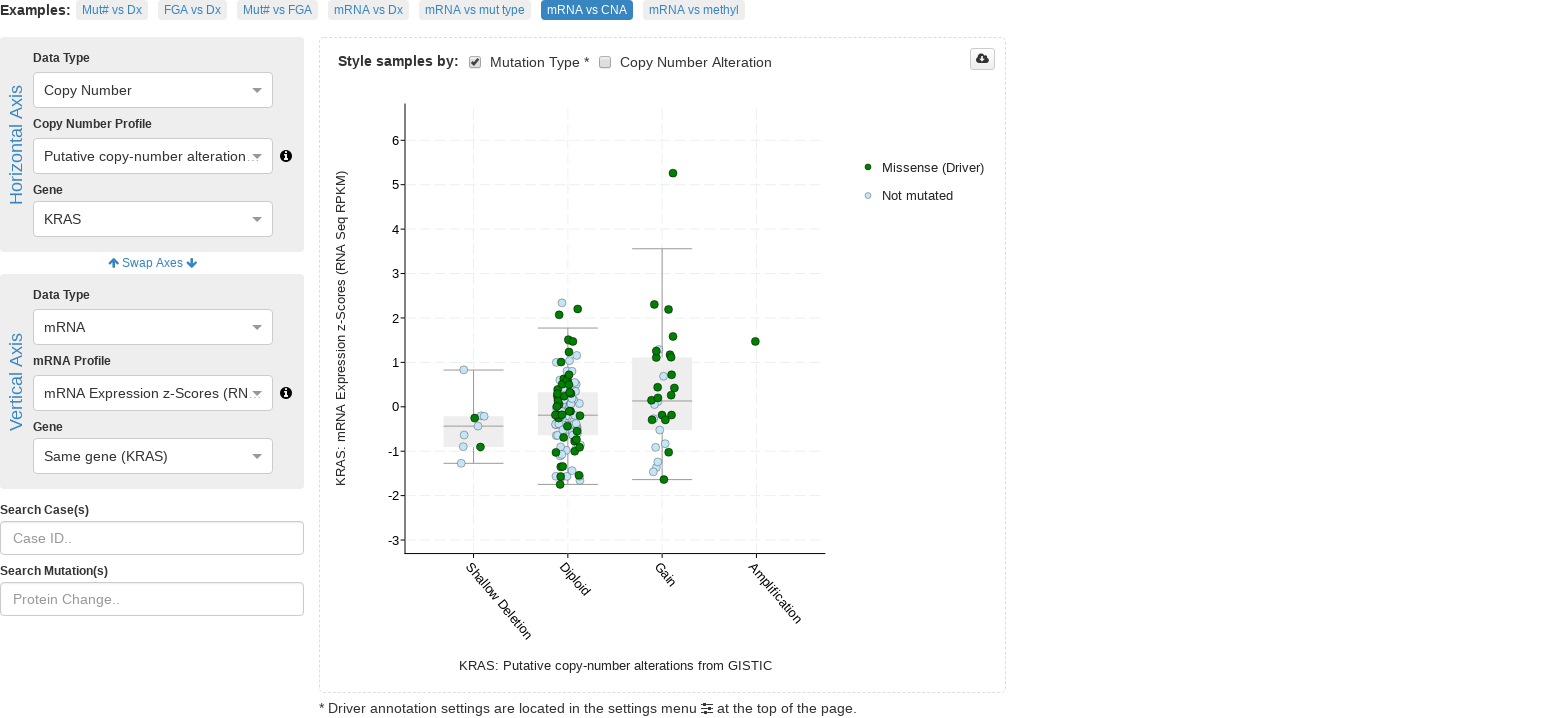 Examples: Mut# vs Dx FGA vs Dx Mut# vs FGA mRNA vs Dx mRNA vs mut type mRNA vs CNA mRNA vs methyl
Horizontal Axis
Data Type
Copy Number
Copy Number Profile
Putative copy-number alteration...
Gene
KRAS
Swap Axes
Vertical Axis
Data Type
mRNA
mRNA Profile
mRNA Expression z-Scores (RN...
Gene
Same gene (KRAS)
Search Case(s)
Case ID..
Search Mutation(s)
Protein Change..
Style samples by: Mutation Type * Copy Number Alteration
KRAS: mRNA Expression z-Scores (RNA Seq RPKM)
6
5
4
3
2
1
0
-1
-2
-3
Shallow Deletion
Diploid
Gain
Amplification
KRAS: Putative copy-number alterations from GISTIC
Missense (Driver)
Not mutated
* Driver annotation settings are located in the settings menu at the top of the page.